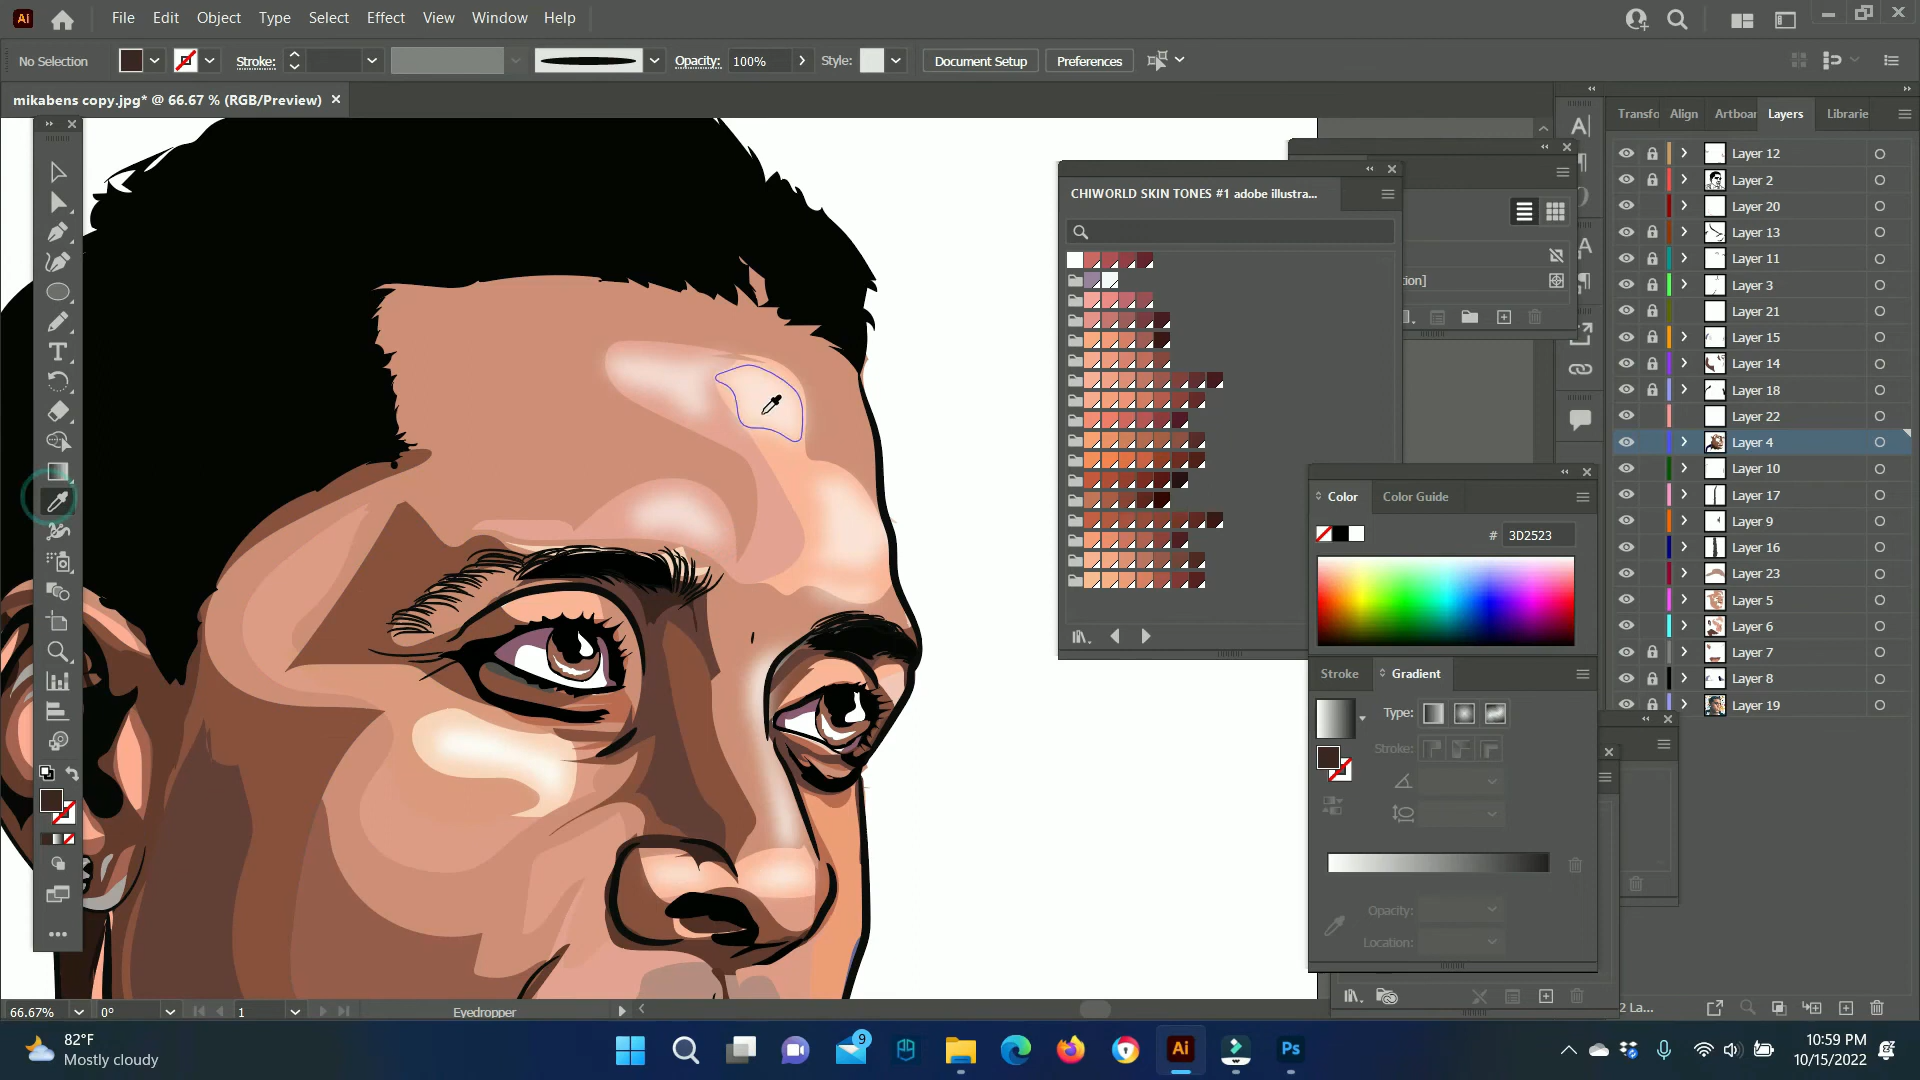 Ai File Edit Object Type Select Effect View Window Help
No Selection Stroke: Opacity: 100% Style: Document Setup Preferences
mikabens copy.jpg* @ 66.67 % (RGB/Preview)
Transfo Align Artboar Layers Librarie
CHIWORLD SKIN TONES #1 adobe illustra...
tion]
Layer 12
Layer 2
Layer 20
Layer 13
Layer 11
Layer 3
Layer 21
Layer 15
Layer 14
Layer 18
Layer 22
Layer 4
Layer 10
Layer 17
Layer 9
Layer 16
Layer 23
Layer 5
Layer 6
Layer 7
Layer 8
Layer 19
Color Color Guide
# 3D2523
Stroke Gradient
Type:
Stroke:
Opacity:
Location:
2 La...
66.67% 0° 1 Eyedropper
82°F
Mostly cloudy
9
Ai
Ps
10:59 PM
10/15/2022